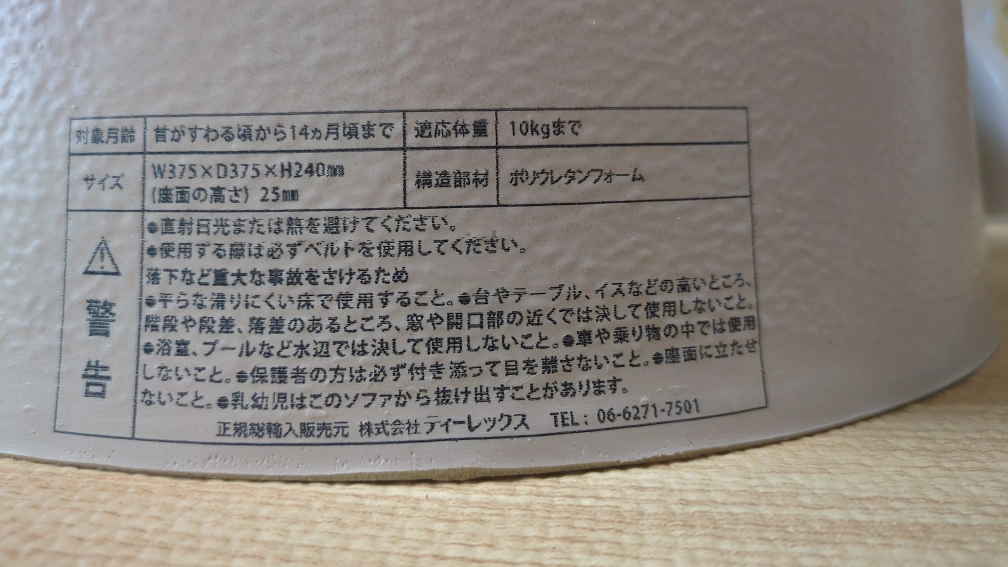 対象月齢 首がすわる頃から14ヵ月頃まで 適応体重 10kgまで
サイズ W375×D375×H240mm
(座面の高さ) 25mm
構造部材 ポリウレタンフォーム
警告
●直射日光または熱を避けてください。
●使用する際は必ずベルトを使用してください。
落下など重大な事故をさけるため
●平らな滑りにくい床で使用すること。●台やテーブル、イスなどの高いところ、
階段や段差、落差のあるところ、窓や開口部の近くでは決して使用しないこと。
●浴室、プールなど水辺では決して使用しないこと。●車や乗り物の中では使用
しないこと。●保護者の方は必ず付き添って目を離さないこと。●座面に立たせ
ないこと。●乳幼児はこのソファから抜け出すことがあります。
正規総輸入販売元 株式会社ティーレックス TEL : 06-6271-7501